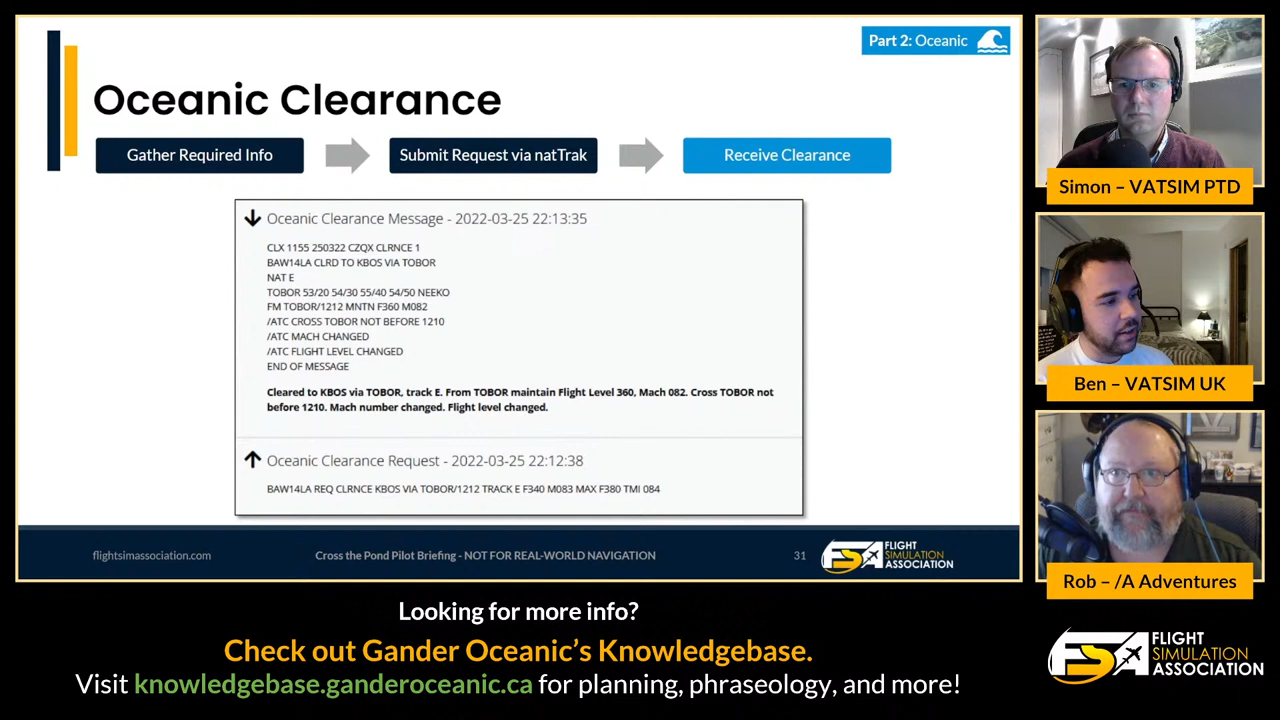 Part 2: Oceanic
Oceanic Clearance
Gather Required Info
Submit Request via natTrak
Receive Clearance
Oceanic Clearance Message - 2022-03-25 22:13:35
CLX 1155 250322 CZQX CLRNCE 1
BAW14LA CLRD TO KBOS VIA TOBOR
NAT E
TOBOR 53/20 54/30 55/40 54/50 NEEKO
FM TOBOR/1212 MNTN F360 M082
/ATC CROSS TOBOR NOT BEFORE 1210
/ATC MACH CHANGED
/ATC FLIGHT LEVEL CHANGED
END OF MESSAGE
Cleared to KBOS via TOBOR, track E. From TOBOR maintain Flight Level 360, Mach 082. Cross TOBOR not
before 1210. Mach number changed. Flight level changed.
Oceanic Clearance Request - 2022-03-25 22:12:38
BAW14LA REQ CLRNCE KBOS VIA TOBOR/1212 TRACK E F340 M083 MAX F380 TMI 084
flightsimassociation.com
Cross the Pond Pilot Briefing - NOT FOR REAL-WORLD NAVIGATION
31
FSA FLIGHT
SIMULATION
ASSOCIATION
Simon – VATSIM PTD
Ben – VATSIM UK
Rob – /A Adventures
Looking for more info?
Check out Gander Oceanic's Knowledgebase.
Visit knowledgebase.ganderoceanic.ca for planning, phraseology, and more!
FSA FLIGHT
SIMULATION
ASSOCIATION